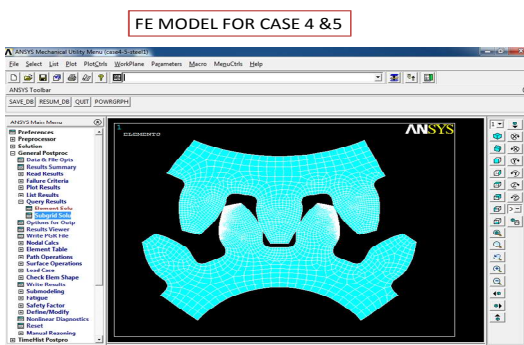 FE MODEL FOR CASE 4 &5
ANSYS Mechanical Utility Menu (case4-5-steel1)
File Select List Plot PlotCtrls WorkPlane Parameters Macro MenuCtrls Help
ANSYS Toolbar
SAVE_DB RESUM_DB QUIT POWRGRPH
ANSYS Main Menu
Preferences
Preprocessor
Solution
General Postproc
Data & File Opts
Results Summary
Read Results
Failure Criteria
Plot Results
List Results
Query Results
Element Solu
Subgrid Solu
Options for Outp
Results Viewer
Write PGR File
Nodal Calcs
Element Table
Path Operations
Surface Operations
Load Case
Check Elem Shape
Write Results
Submodeling
Fatigue
Safety Factor
Define/Modify
Nonlinear Diagnostics
Reset
Manual Rezoning
TimeHist Postpro
1
ELEMENTS
ANSYS
1